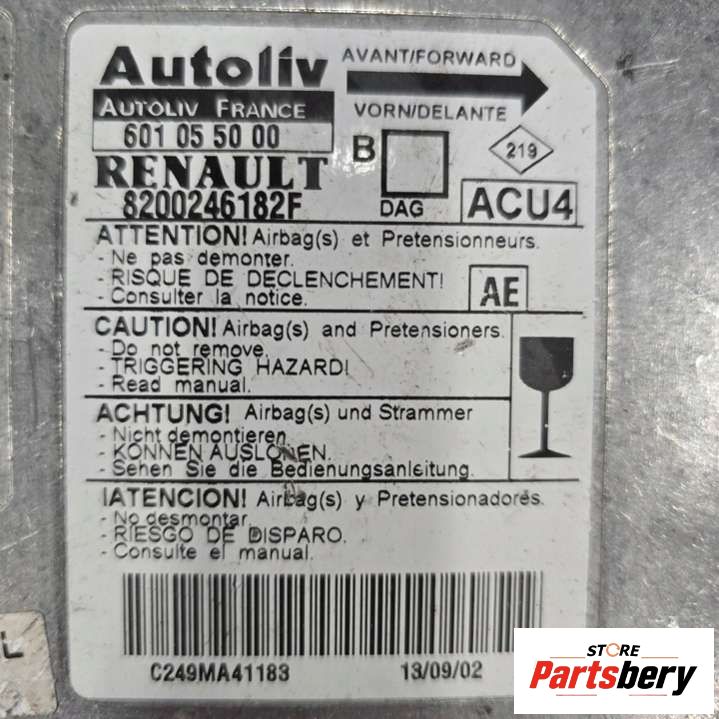 Autoliv
AUTOLIV FRANCE
601 05 50 00
RENAULT
8200246182F
AVANT/FORWARD
VORN/DELANTE
B
DAG
219
ACU4
ATTENTION! Airbag(s) et Pretensionneurs.
- Ne pas demonter.
- RISQUE DE DECLENCHEMENT!
- Consulter la notice.
AE
CAUTION! Airbag(s) and Pretensioners.
- Do not remove.
- TRIGGERING HAZARD!
- Read manual.
ACHTUNG! Airbag(s) und Strammer
- Nicht demontieren.
- KONNEN AUSLOSEN.
- Sehen Sie die Bedienungsanleitung.
¡ATENCION! Airbag(s) y Pretensionadores.
- No desmontar.
- RIESGO DE DISPARO.
- Consulte el manual.
C249MA41183 13/09/02
L
STORE
Partsbery